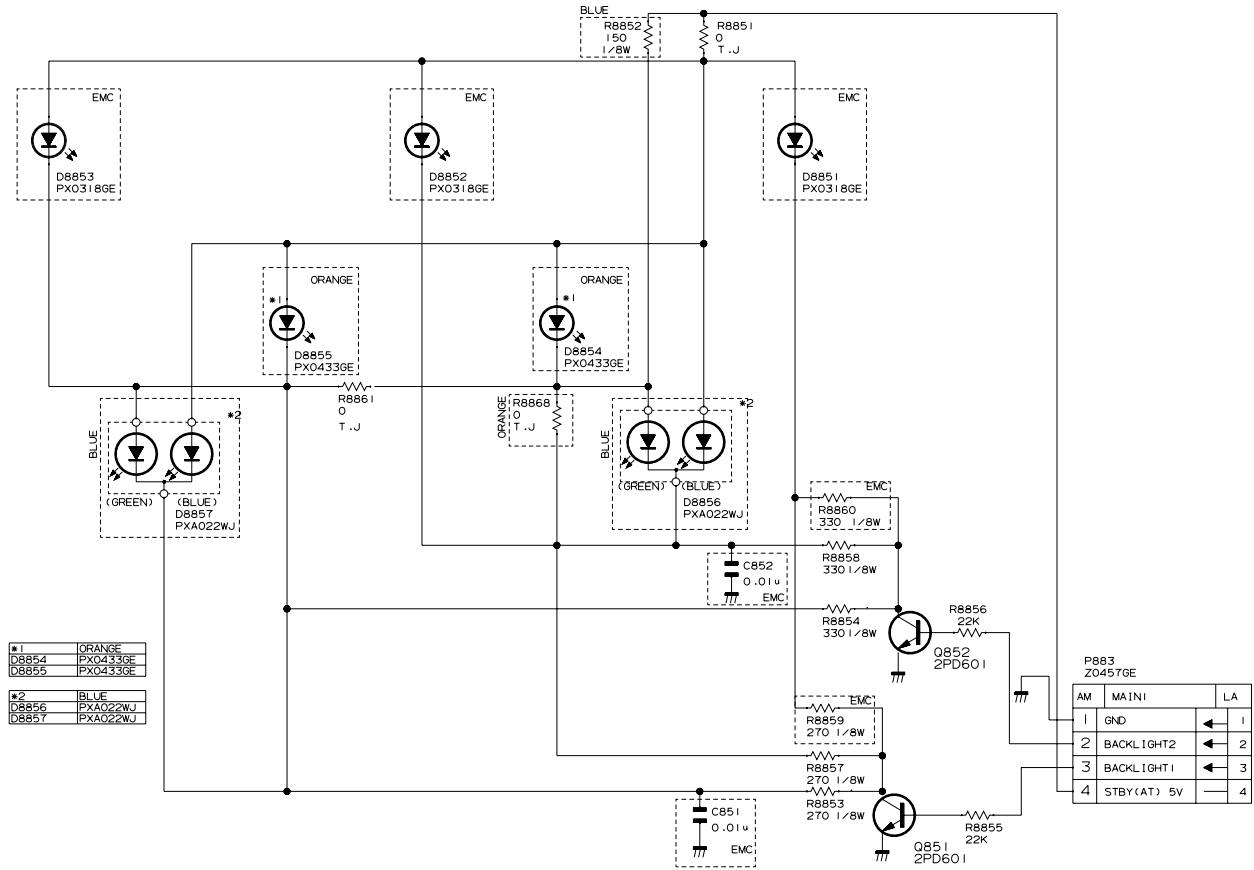 BLUE
R8852
150
1/8W
R8851
0
T.J
EMC
D8853
PX0318GE
EMC
D8852
PX0318GE
EMC
D8851
PX0318GE
ORANGE
*1
D8855
PX0433GE
ORANGE
*1
D8854
PX0433GE
R8861
0
T.J
ORANGE
R8868
0
T.J
BLUE
*2
(GREEN)
(BLUE)
D8857
PXA022WJ
BLUE
*2
(GREEN)
(BLUE)
D8856
PXA022WJ
EMC
R8860
330 1/8W
R8858
330 1/8W
C852
0.01u
EMC
R8854
330 1/8W
R8856
22K
Q852
2PD601
*1 ORANGE
D8854 PX0433GE
D8855 PX0433GE
*2 BLUE
D8856 PXA022WJ
D8857 PXA022WJ
P883
Z0457GE
AM MAIN1 LA
1 GND 1
2 BACKLIGHT2 2
3 BACKLIGHT1 3
4 STBY(AT) 5V 4
EMC
R8859
270 1/8W
R8857
270 1/8W
R8853
270 1/8W
C851
0.01u
EMC
R8855
22K
Q851
2PD601